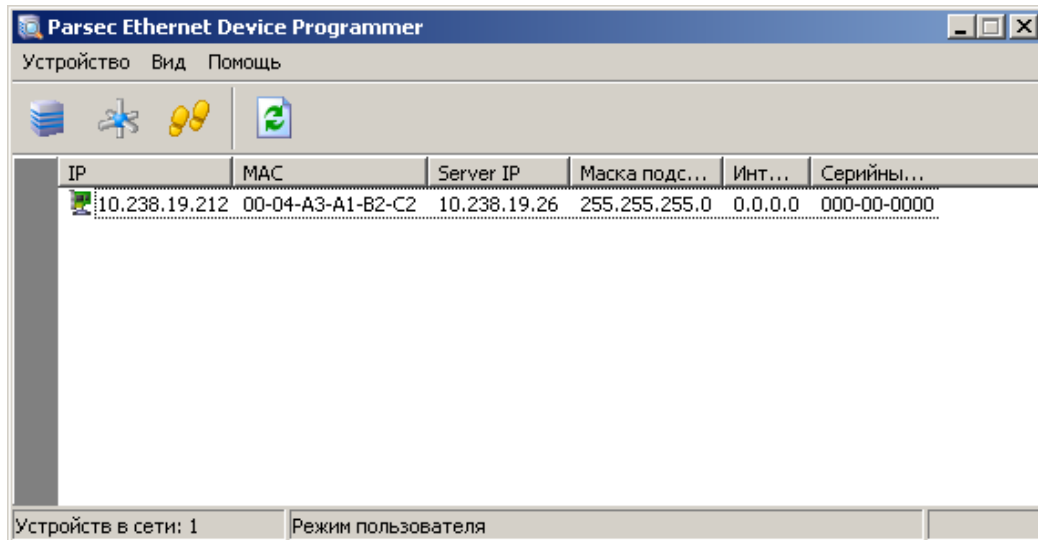 Parsec Ethernet Device Programmer
Устройство Вид Помощь
IP MAC Server IP Маска подс... Инт... Серийны...
10.238.19.212 00-04-A3-A1-B2-C2 10.238.19.26 255.255.255.0 0.0.0.0 000-00-0000
Устройств в сети: 1 Режим пользователя